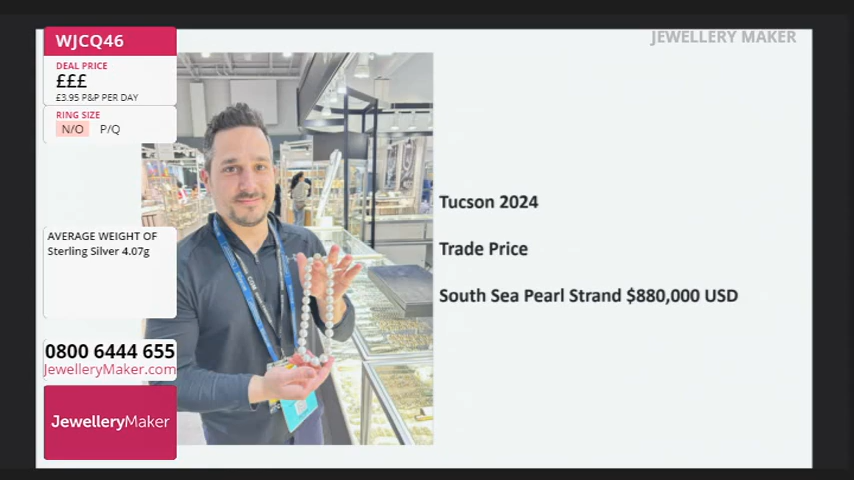 JEWELLERY MAKER
WJCQ46
DEAL PRICE
£££
£3.95 P&P PER DAY
RING SIZE
N/O P/Q
AVERAGE WEIGHT OF
Sterling Silver 4.07g
0800 6444 655
JewelleryMaker.com
JewelleryMaker
Tucson 2024
Trade Price
South Sea Pearl Strand $880,000 USD